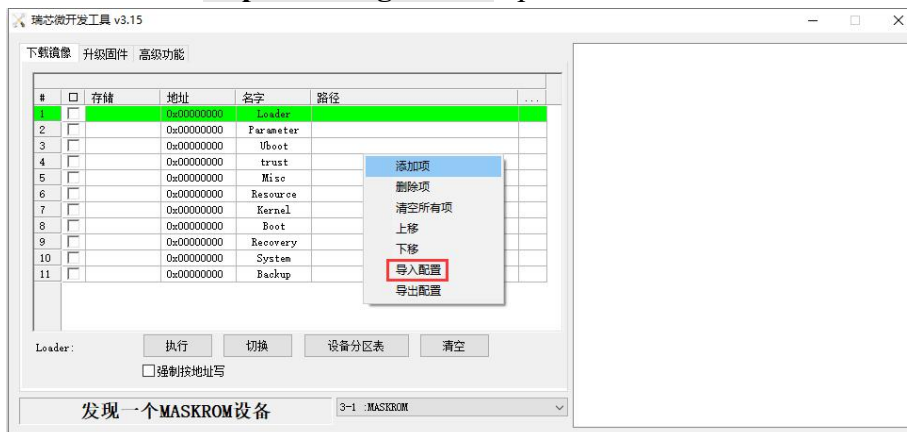 瑞芯微开发工具 v3.15
下载镜像 升级固件 高级功能
# 存储 地址 名字 路径 ...
1 0x00000000 Loader
2 0x00000000 Parameter
3 0x00000000 Uboot
4 0x00000000 trust
5 0x00000000 Misc
6 0x00000000 Resource
7 0x00000000 Kernel
8 0x00000000 Boot
9 0x00000000 Recovery
10 0x00000000 System
11 0x00000000 Backup
添加项
删除项
清空所有项
上移
下移
导入配置
导出配置
Loader: 执行 切换 设备分区表 清空
强制按地址写
发现一个MASKROM设备 3-1 :MASKROM